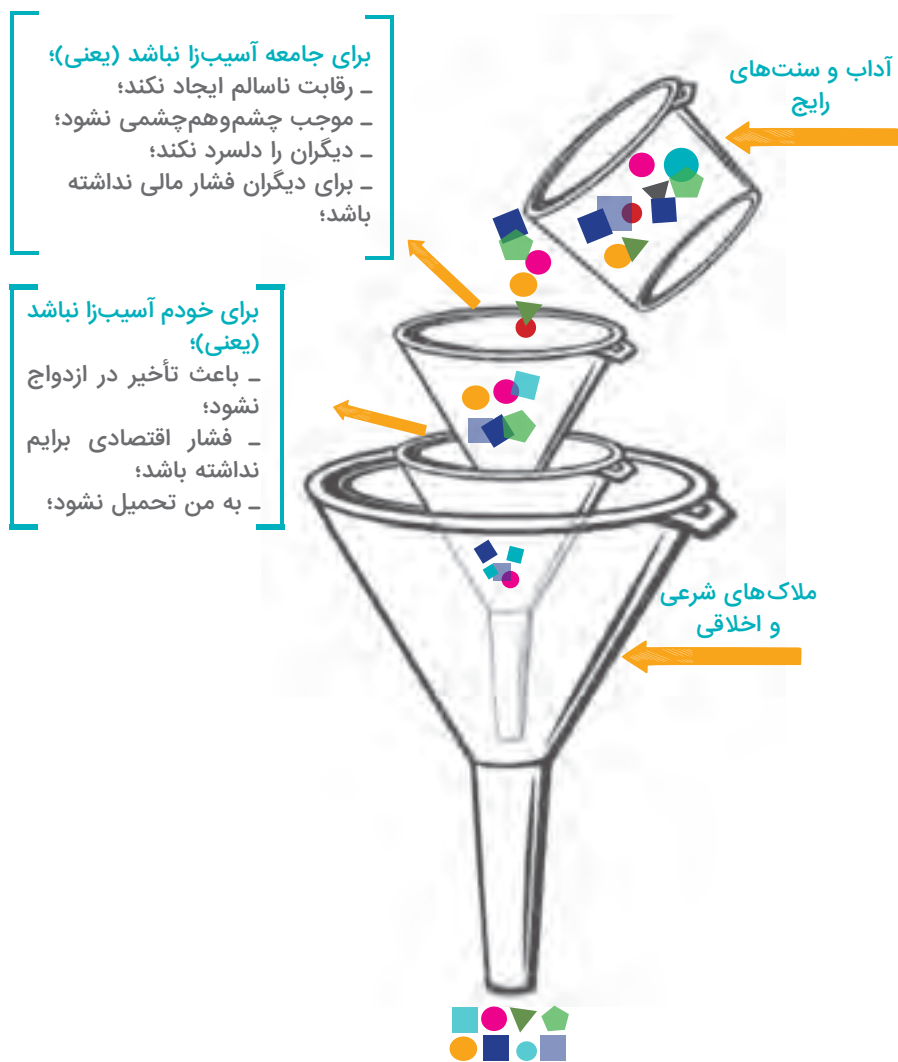 آداب و سنت‌های
رایج
برای جامعه آسیب‌زا نباشد (یعنی)؛
ـ رقابت ناسالم ایجاد نکند؛
ـ موجب چشم‌وهم‌چشمی نشود؛
ـ دیگران را دلسرد نکند؛
ـ برای دیگران فشار مالی نداشته
باشد؛
برای خودم آسیب‌زا نباشد
(یعنی)؛
ـ باعث تأخیر در ازدواج
نشود؛
ـ فشار اقتصادی برایم
نداشته باشد؛
ـ به من تحمیل نشود؛
ملاک‌های شرعی
و اخلاقی